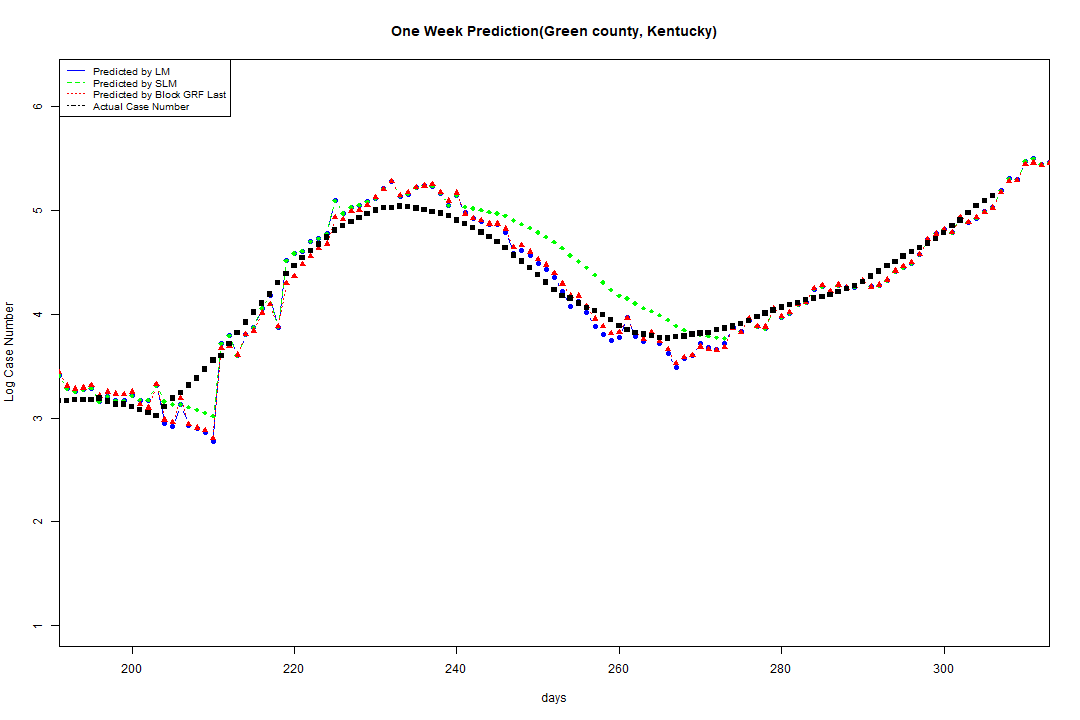 One Week Prediction(Green county, Kentucky)
Predicted by LM
Predicted by SLM
Predicted by Block GRF Last
Actual Case Number
6
5
4
3
2
1
Log Case Number
200 220 240 260 280 300
days